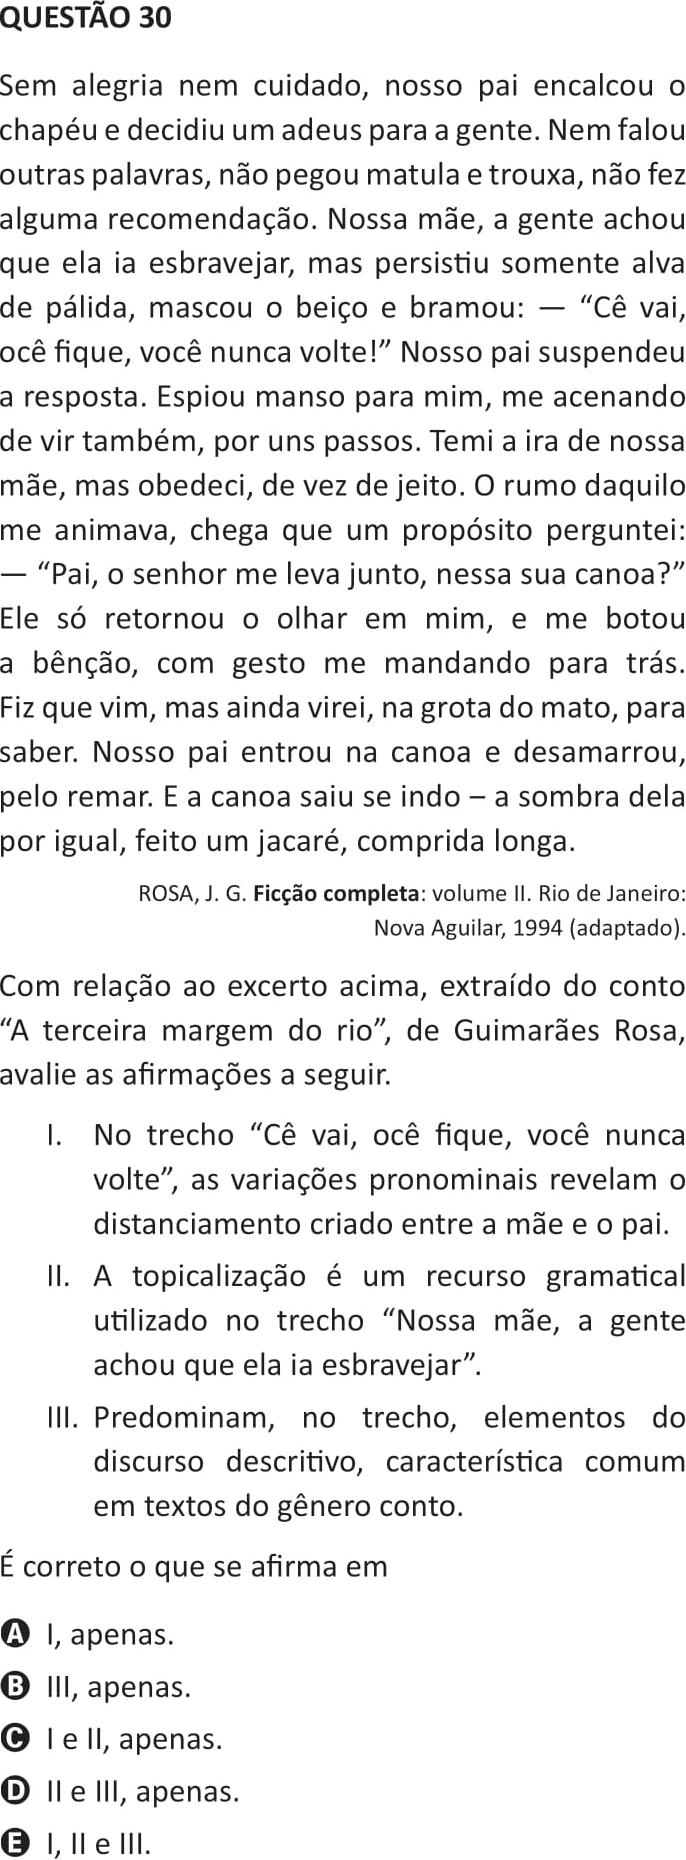 QUESTÃO 30
Sem alegria nem cuidado, nosso pai encalcou o
chapéu e decidiu um adeus para a gente. Nem falou
outras palavras, não pegou matula e trouxa, não fez
alguma recomendação. Nossa mãe, a gente achou
que ela ia esbravejar, mas persistiu somente alva
de pálida, mascou o beiço e bramou: — “Cê vai,
ocê fique, você nunca volte!” Nosso pai suspendeu
a resposta. Espiou manso para mim, me acenando
de vir também, por uns passos. Temi a ira de nossa
mãe, mas obedeci, de vez de jeito. O rumo daquilo
me animava, chega que um propósito perguntei:
— “Pai, o senhor me leva junto, nessa sua canoa?”
Ele só retornou o olhar em mim, e me botou
a bênção, com gesto me mandando para trás.
Fiz que vim, mas ainda virei, na grota do mato, para
saber. Nosso pai entrou na canoa e desamarrou,
pelo remar. E a canoa saiu se indo – a sombra dela
por igual, feito um jacaré, comprida longa.
ROSA, J. G. Ficção completa: volume II. Rio de Janeiro:
Nova Aguilar, 1994 (adaptado).
Com relação ao excerto acima, extraído do conto
“A terceira margem do rio”, de Guimarães Rosa,
avalie as afirmações a seguir.
I. No trecho “Cê vai, ocê fique, você nunca
volte”, as variações pronominais revelam o
distanciamento criado entre a mãe e o pai.
II. A topicalização é um recurso gramatical
utilizado no trecho “Nossa mãe, a gente
achou que ela ia esbravejar”.
III. Predominam, no trecho, elementos do
discurso descritivo, característica comum
em textos do gênero conto.
É correto o que se afirma em
A I, apenas.
B III, apenas.
C I e II, apenas.
D II e III, apenas.
E I, II e III.